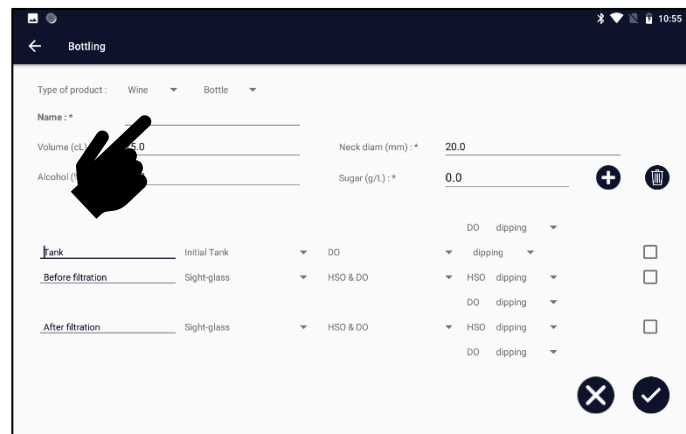 10:55
Bottling
Type of product : Wine Bottle
Name : *
Volume (cL) 5.0 Neck diam (mm) : * 20.0
Alcohol (% Sugar (g/L) : * 0.0
DO dipping
Tank Initial Tank DO dipping
Before filtration Sight-glass HSO & DO HSO dipping
DO dipping
After filtration Sight-glass HSO & DO HSO dipping
DO dipping